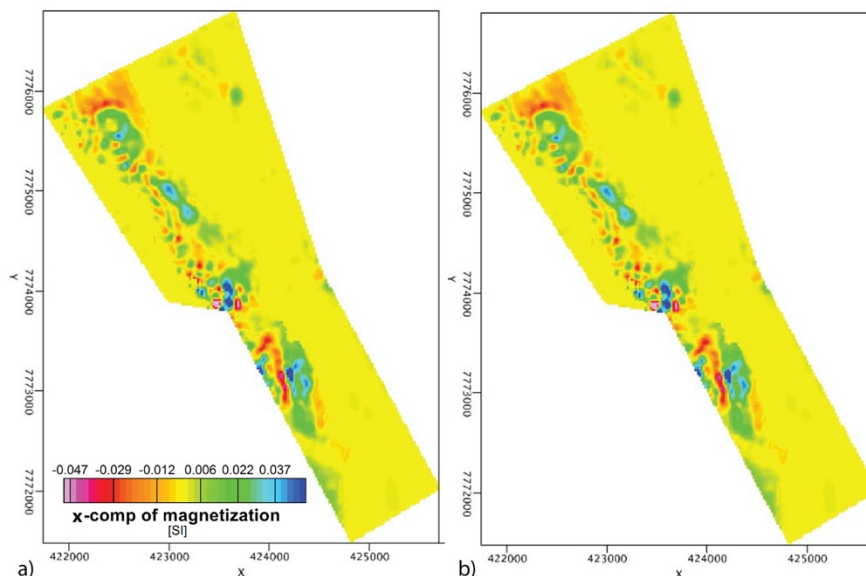 7776000
7775000
7774000
7773000
7772000
Y
-0.047 -0.029 -0.012 0.006 0.022 0.037
x-comp of magnetization
[SI]
a)
422000 423000 424000 425000
X
7776000
7775000
7774000
7773000
7772000
Y
b)
422000 423000 424000 425000
X